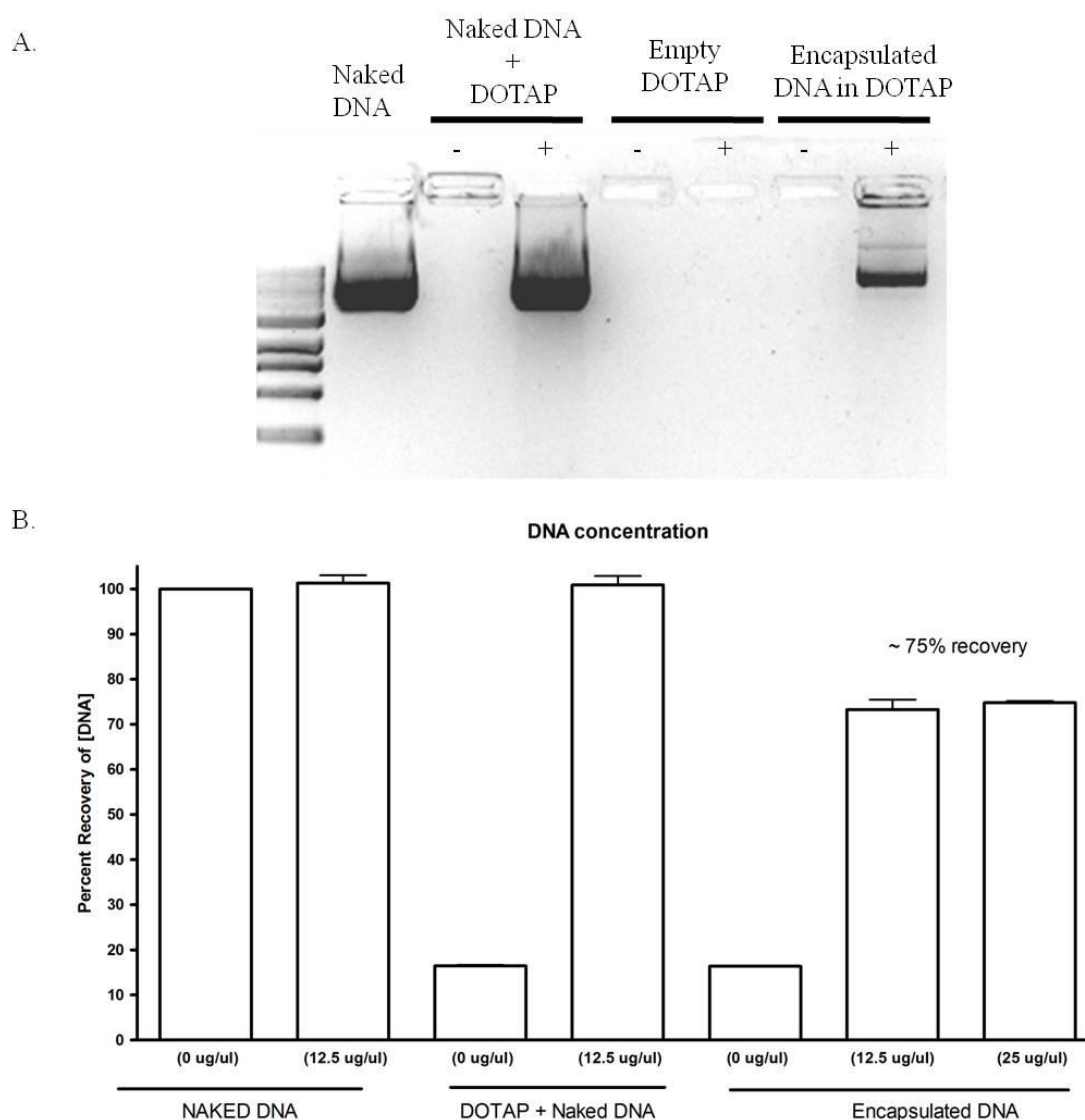 A.
Naked
DNA
Naked DNA
+
DOTAP
Empty
DOTAP
Encapsulated
DNA in DOTAP
- + - + - +
B.
DNA concentration
Percent Recovery of [DNA]
100
90
80
70
60
50
40
30
20
10
0
~ 75% recovery
(0 ug/ul) (12.5 ug/ul) (0 ug/ul) (12.5 ug/ul) (0 ug/ul) (12.5 ug/ul) (25 ug/ul)
NAKED DNA DOTAP + Naked DNA Encapsulated DNA